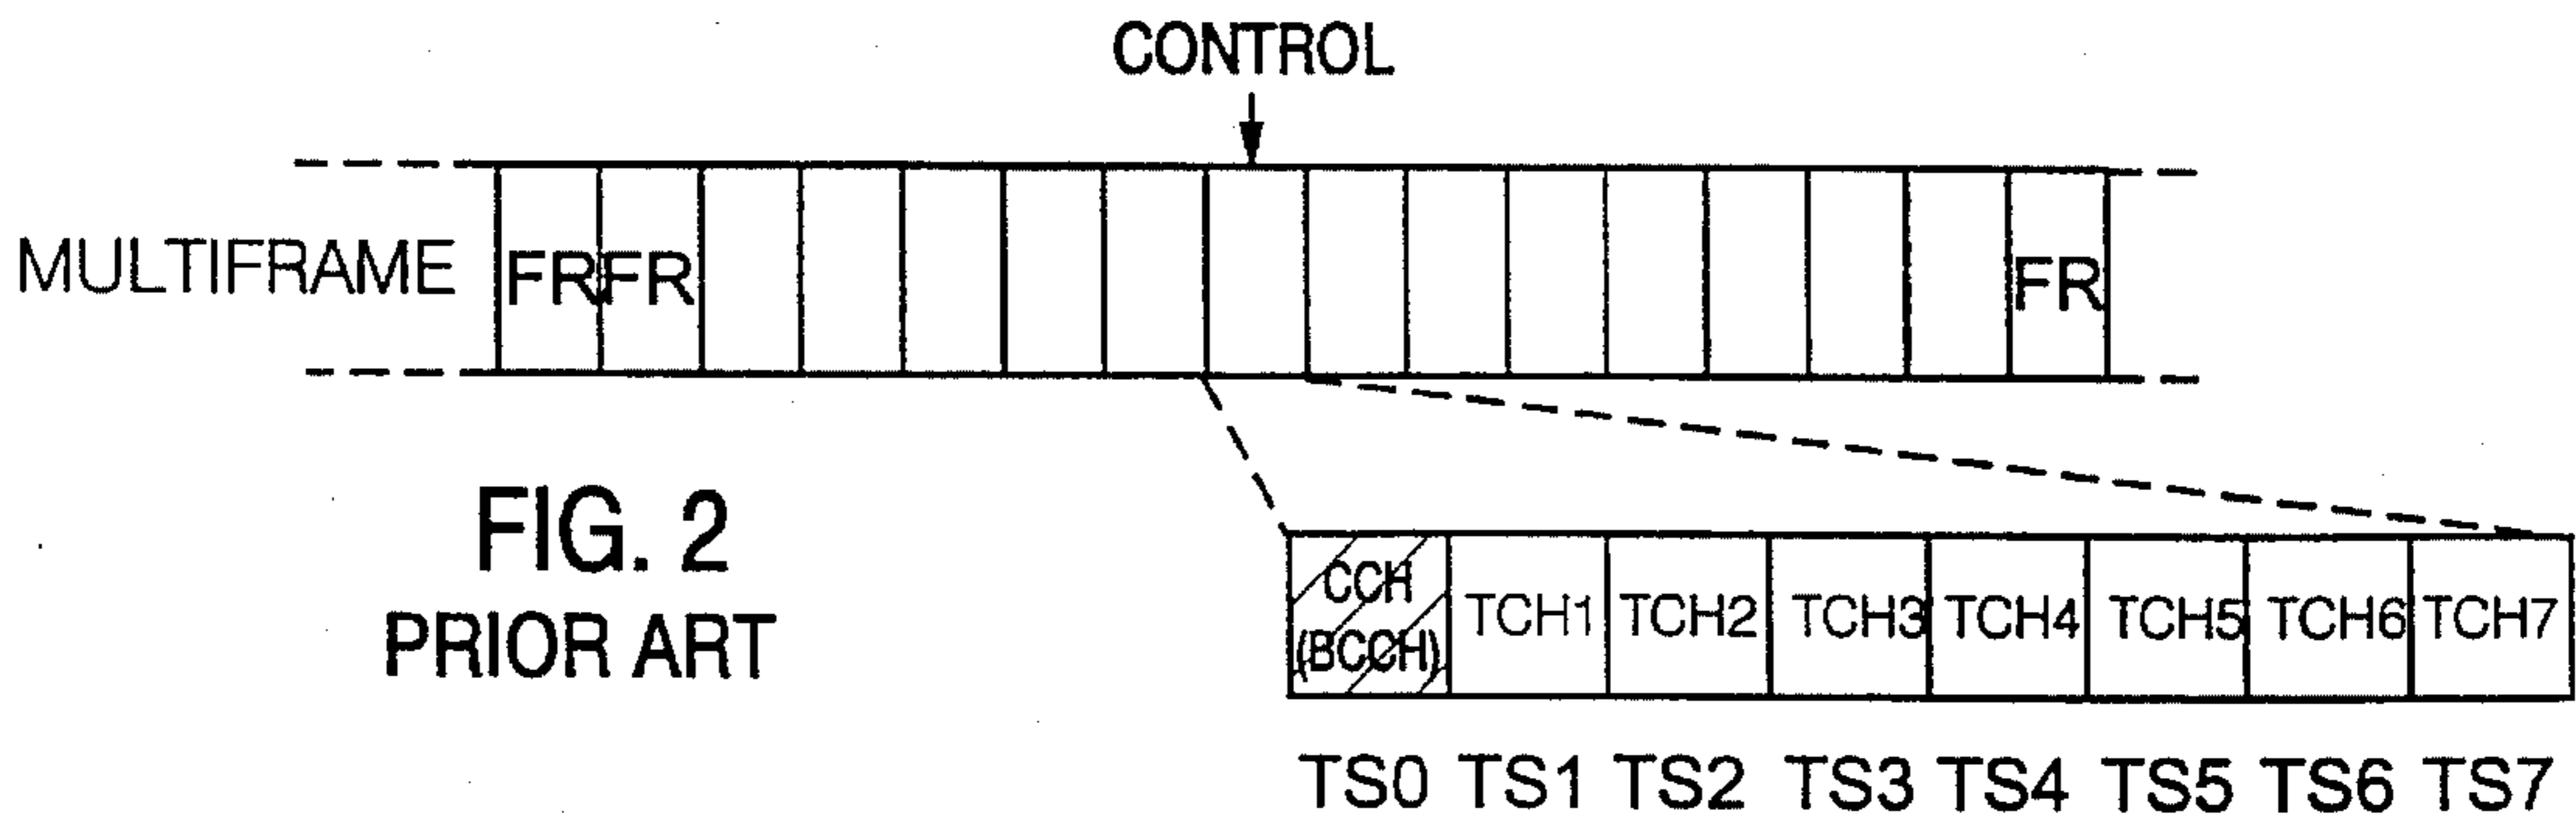 CONTROL
MULTIFRAME FR FR FR
FIG. 2
PRIOR ART
CCH
(BCCH) TCH1 TCH2 TCH3 TCH4 TCH5 TCH6 TCH7
TS0 TS1 TS2 TS3 TS4 TS5 TS6 TS7